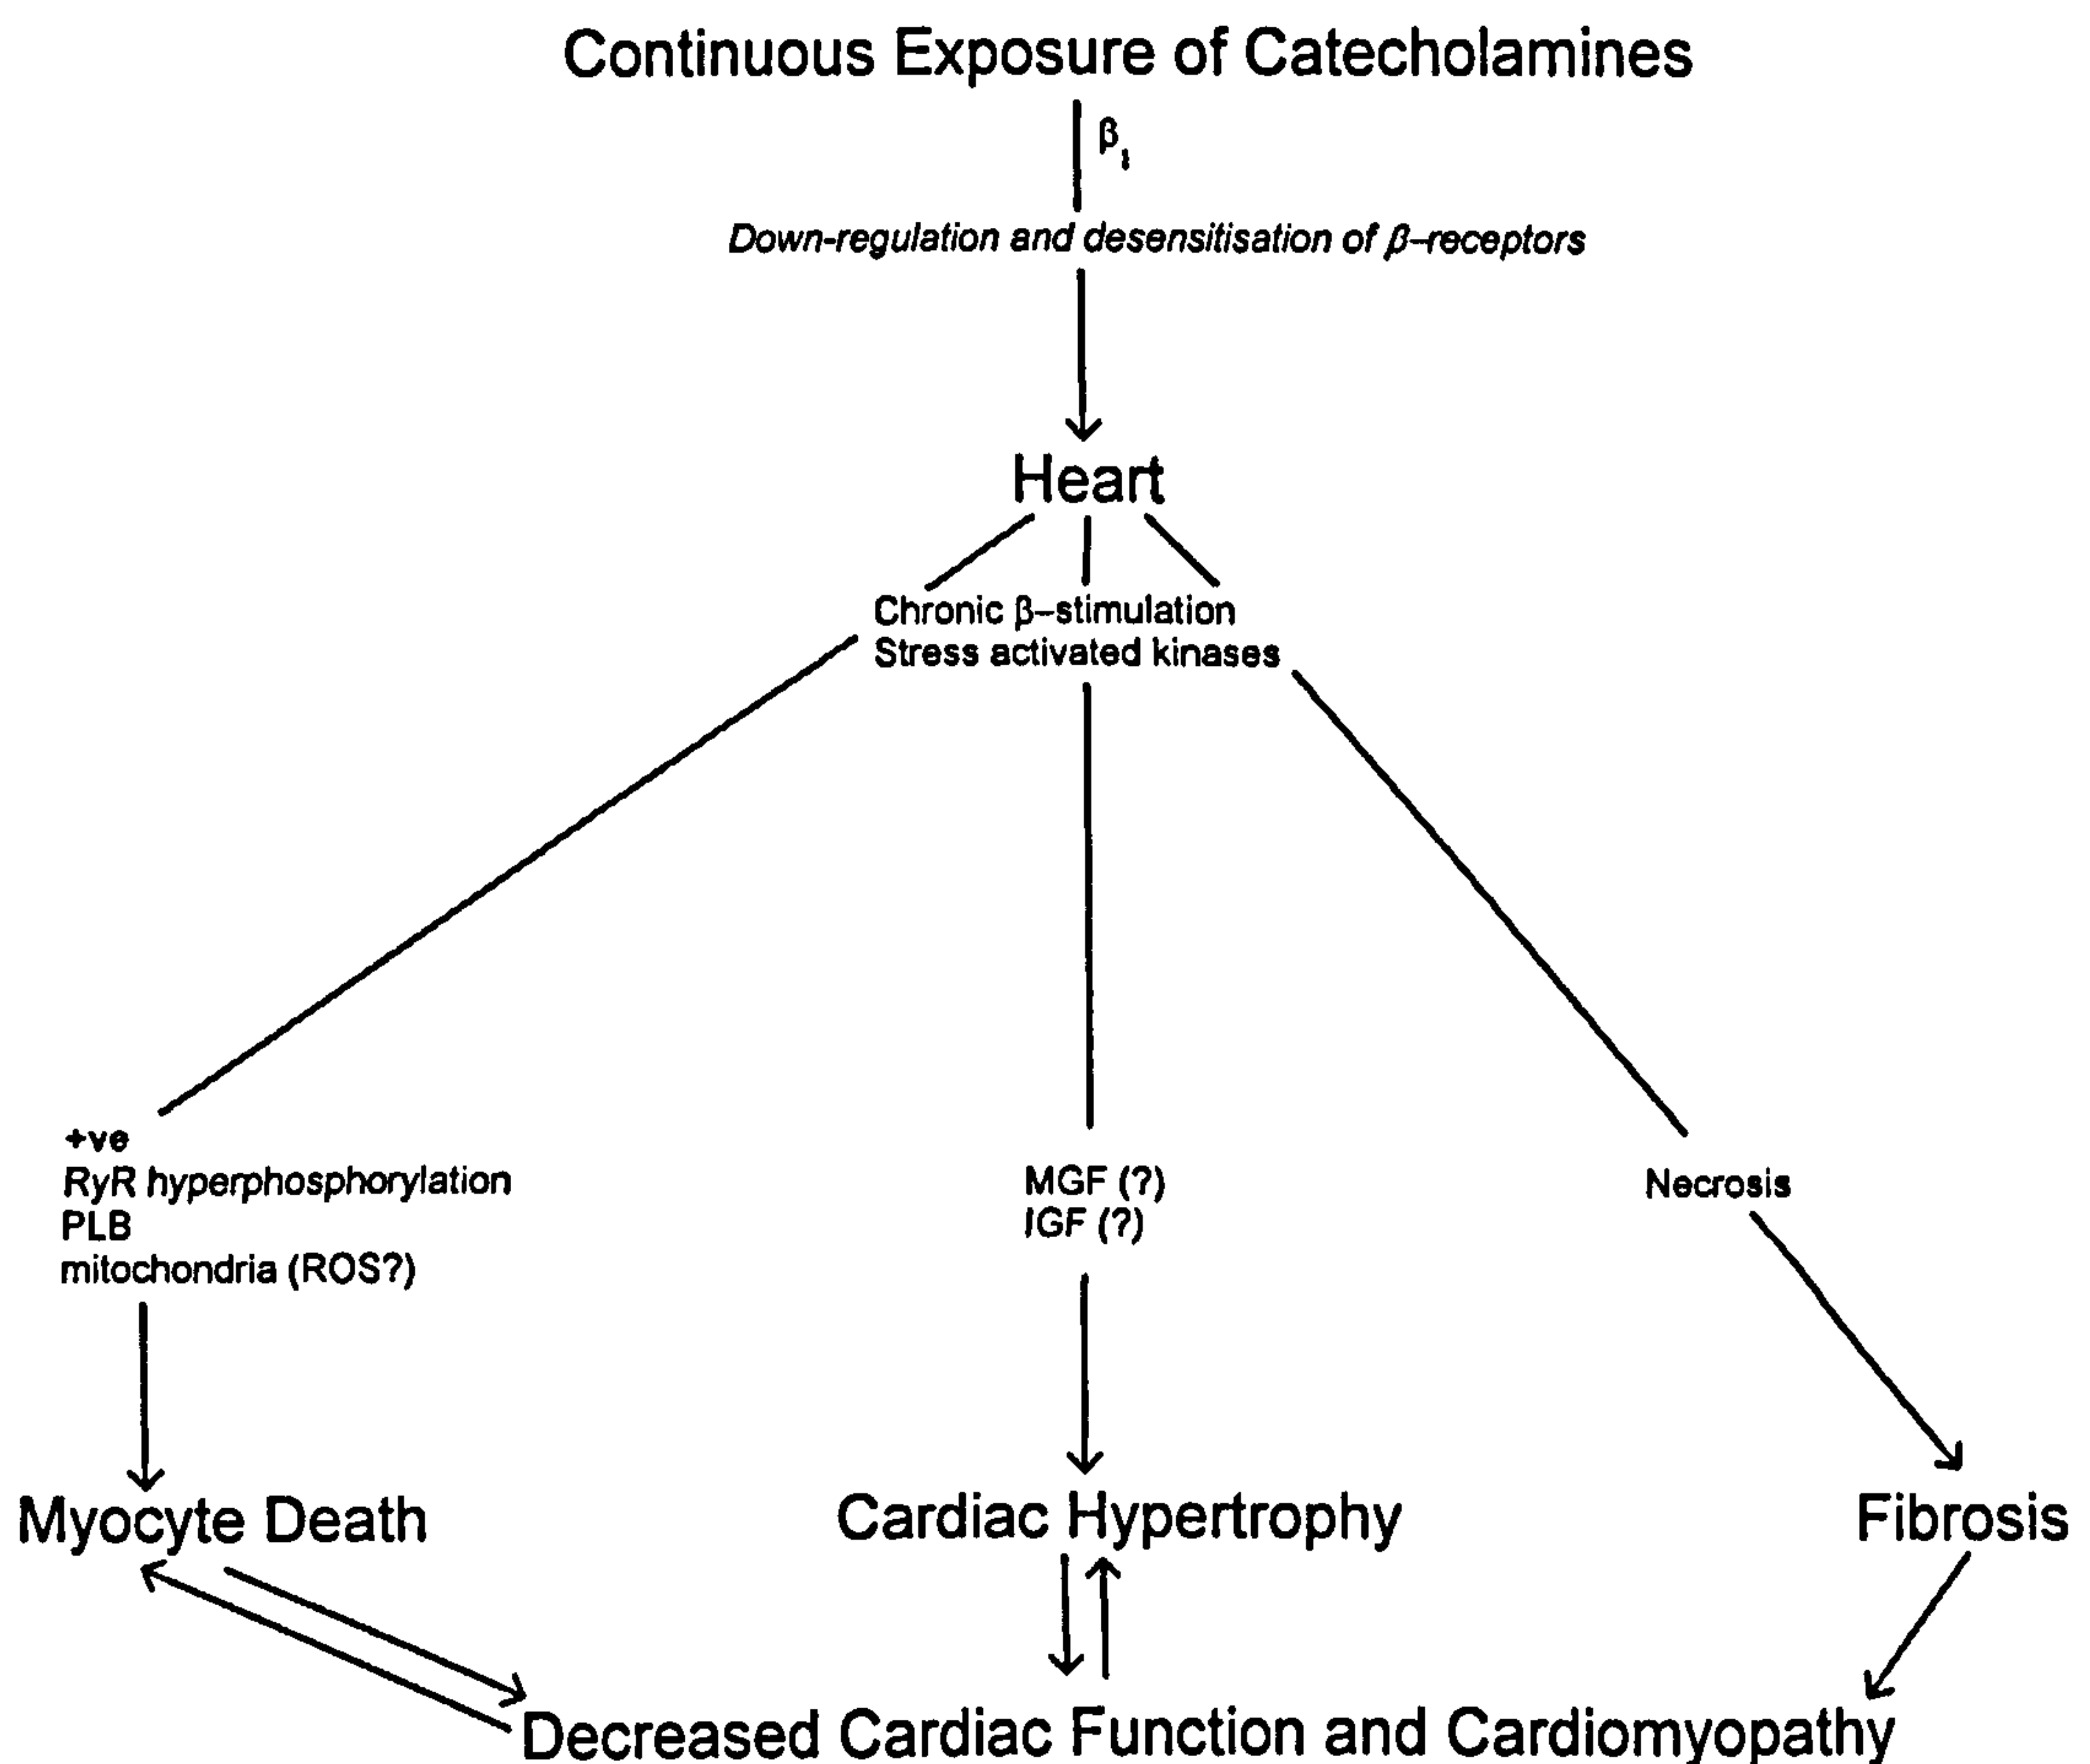 Continuous Exposure of Catecholamines
β₁
Down-regulation and desensitisation of β–receptors
Heart
Chronic β–stimulation
Stress activated kinases
+ve
RyR hyperphosphorylation
PLB
mitochondria (ROS?)
MGF (?)
IGF (?)
Necrosis
Myocyte Death
Cardiac Hypertrophy
Fibrosis
Decreased Cardiac Function and Cardiomyopathy